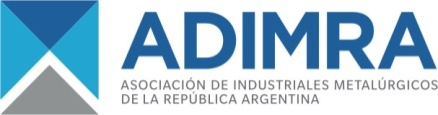 ADIMRA
ASOCIACIÓN DE INDUSTRIALES METALÚRGICOS
DE LA REPÚBLICA ARGENTINA